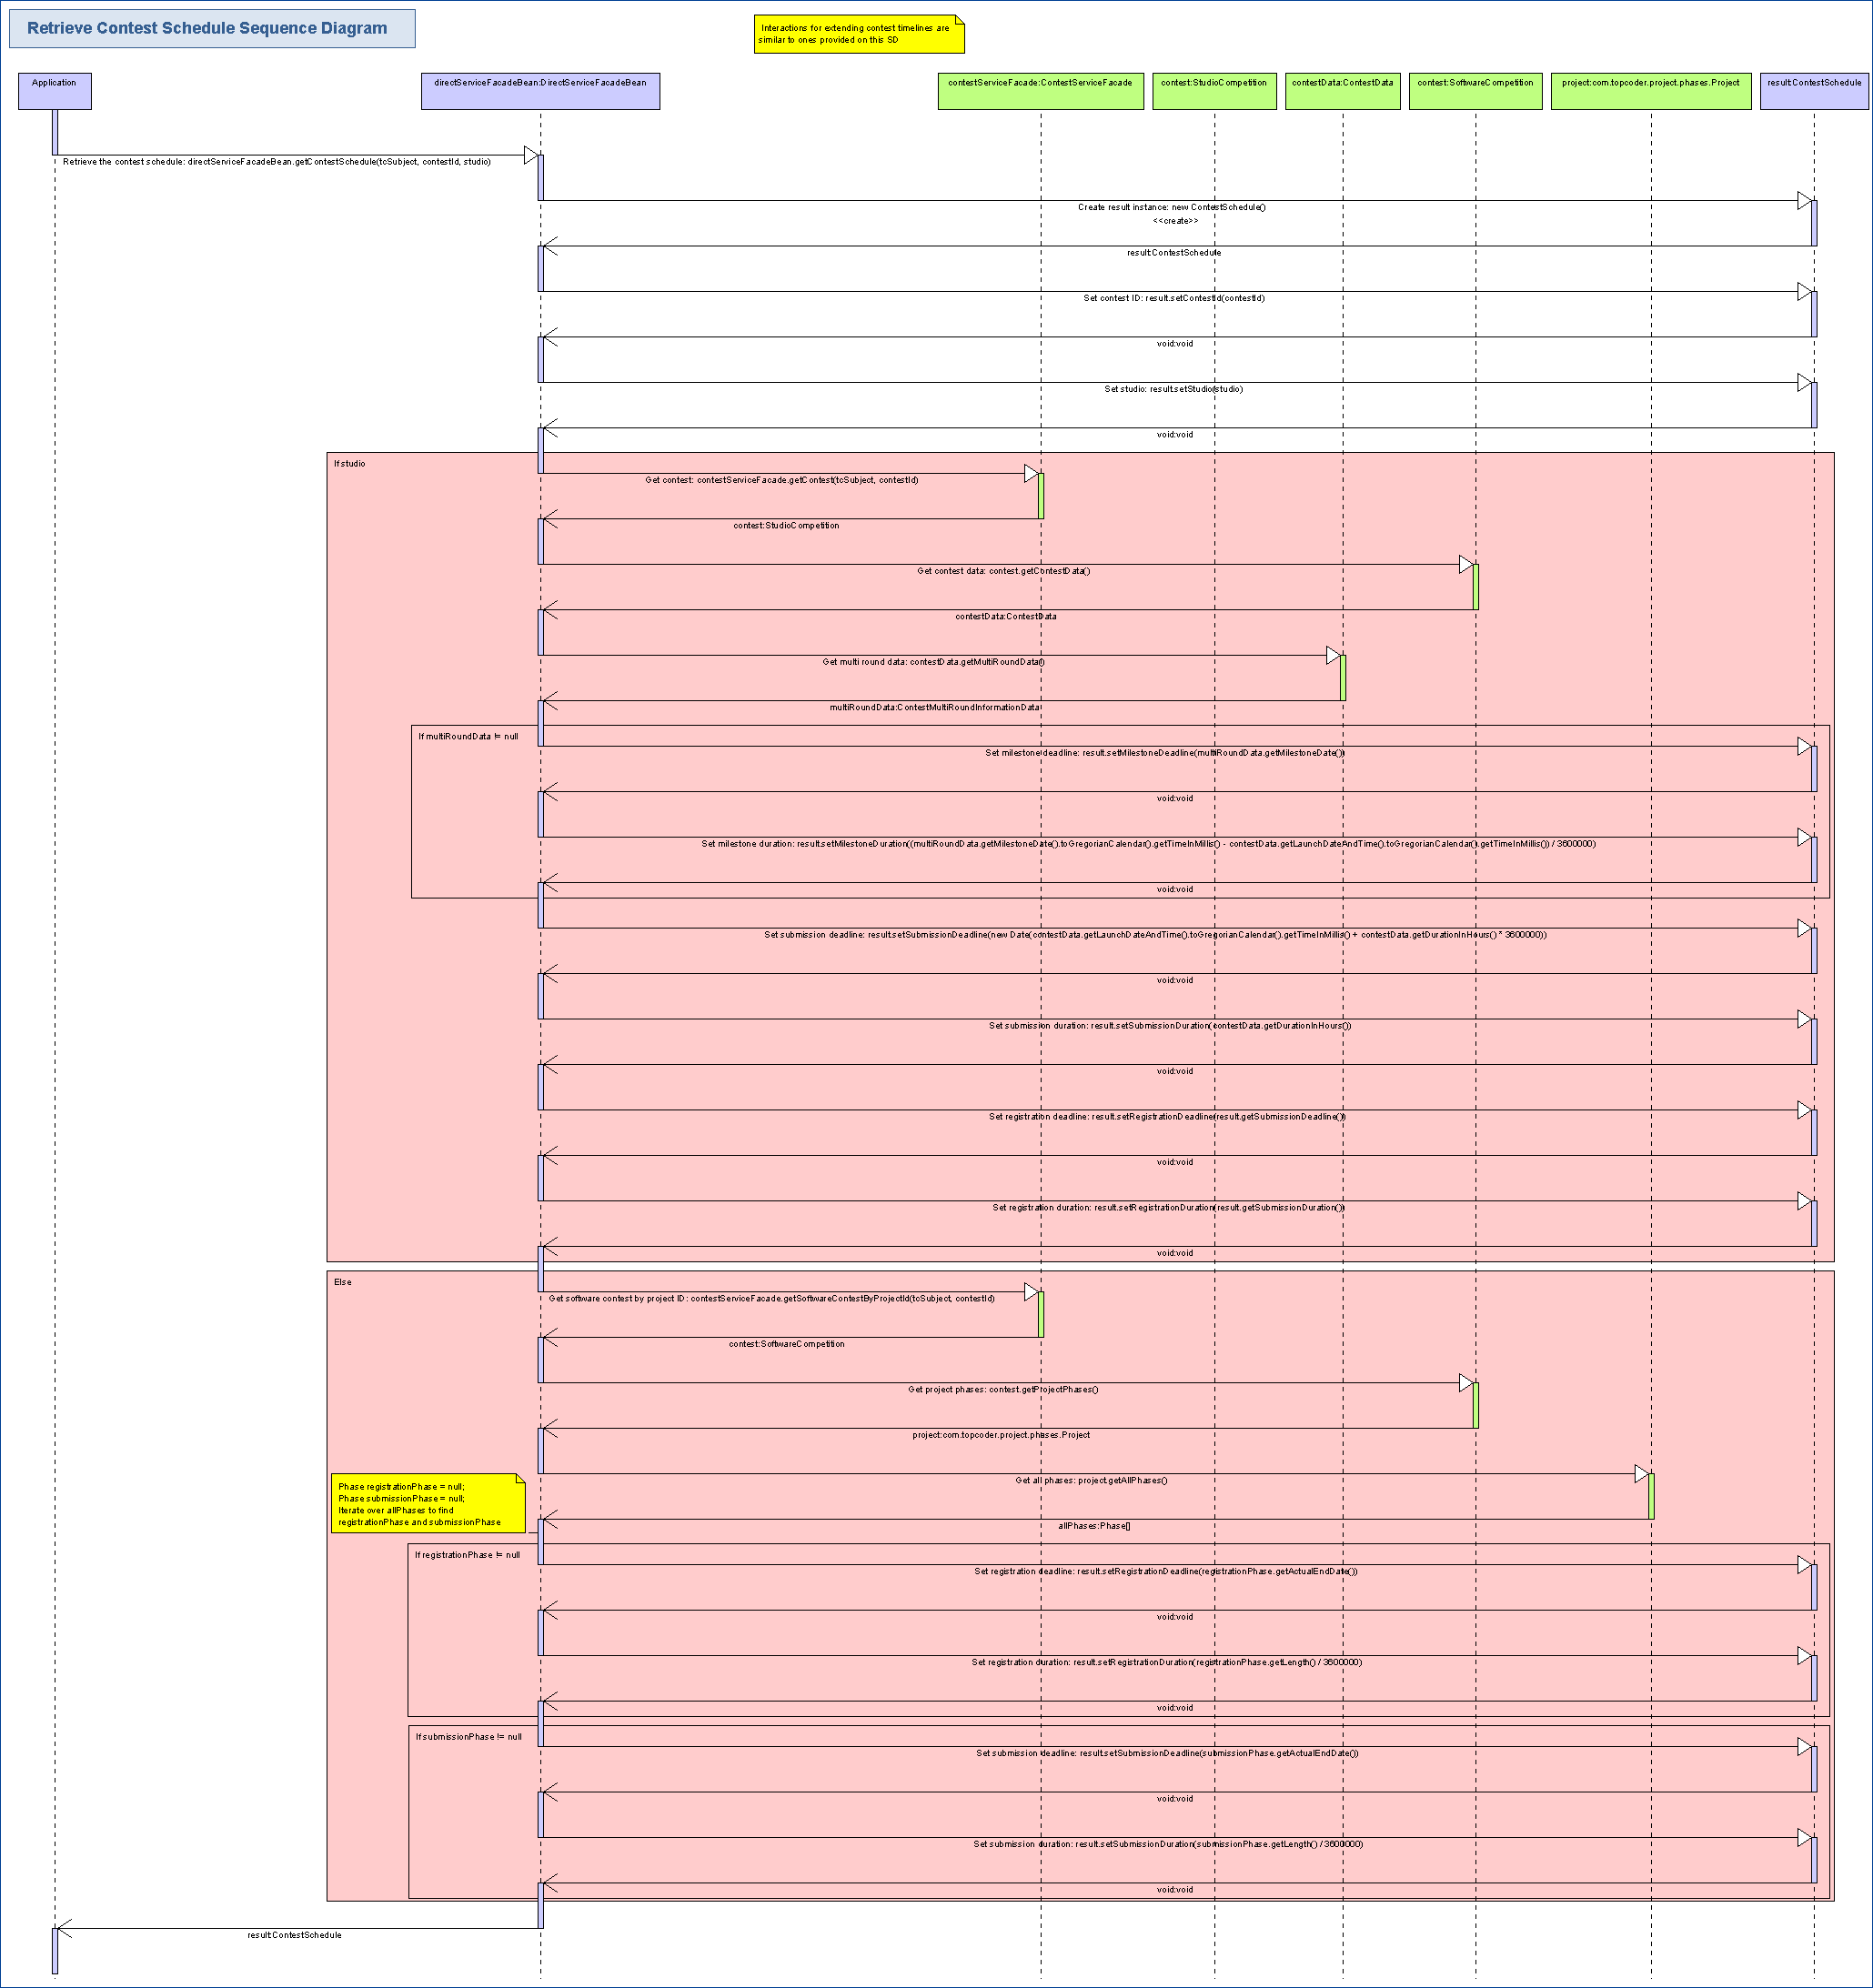 Retrieve Contest Schedule Sequence Diagram
Interactions for extending contest timelines are
similar to ones provided on this SD
Application
directServiceFacadeBean:DirectServiceFacadeBean
contestServiceFacade:ContestServiceFacade
contest:StudioCompetition
contestData:ContestData
contest:SoftwareCompetition
project:com.topcoder.project.phases.Project
result:ContestSchedule
Retrieve the contest schedule: directServiceFacadeBean.getContestSchedule(tcSubject, contestId, studio)
Create result instance: new ContestSchedule()
<<create>>
result:ContestSchedule
Set contest ID: result.setContestId(contestId)
void:void
Set studio: result.setStudio(studio)
void:void
If studio
Get contest: contestServiceFacade.getContest(tcSubject, contestId)
contest:StudioCompetition
Get contest data: contest.getContestData()
contestData:ContestData
Get multi round data: contestData.getMultiRoundData()
multiRoundData:ContestMultiRoundInformationData
If multiRoundData != null
Set milestone deadline: result.setMilestoneDeadline(multiRoundData.getMilestoneDate())
void:void
Set milestone duration: result.setMilestoneDuration((multiRoundData.getMilestoneDate().toGregorianCalendar().getTimeInMillis() - contestData.getLaunchDateAndTime().toGregorianCalendar().getTimeInMillis()) / 3600000)
void:void
Set submission deadline: result.setSubmissionDeadline(new Date(contestData.getLaunchDateAndTime().toGregorianCalendar().getTimeInMillis() + contestData.getDurationInHours() * 3600000))
void:void
Set submission duration: result.setSubmissionDuration(contestData.getDurationInHours())
void:void
Set registration deadline: result.setRegistrationDeadline(result.getSubmissionDeadline())
void:void
Set registration duration: result.setRegistrationDuration(result.getSubmissionDuration())
void:void
Else
Get software contest by project ID: contestServiceFacade.getSoftwareContestByProjectId(tcSubject, contestId)
contest:SoftwareCompetition
Get project phases: contest.getProjectPhases()
project:com.topcoder.project.phases.Project
Get all phases: project.getAllPhases()
Phase registrationPhase = null;
Phase submissionPhase = null;
Iterate over allPhases to find
registrationPhase and submissionPhase
allPhases:Phase[]
If registrationPhase != null
Set registration deadline: result.setRegistrationDeadline(registrationPhase.getActualEndDate())
void:void
Set registration duration: result.setRegistrationDuration(registrationPhase.getLength() / 3600000)
void:void
If submissionPhase != null
Set submission deadline: result.setSubmissionDeadline(submissionPhase.getActualEndDate())
void:void
Set submission duration: result.setSubmissionDuration(submissionPhase.getLength() / 3600000)
void:void
result:ContestSchedule